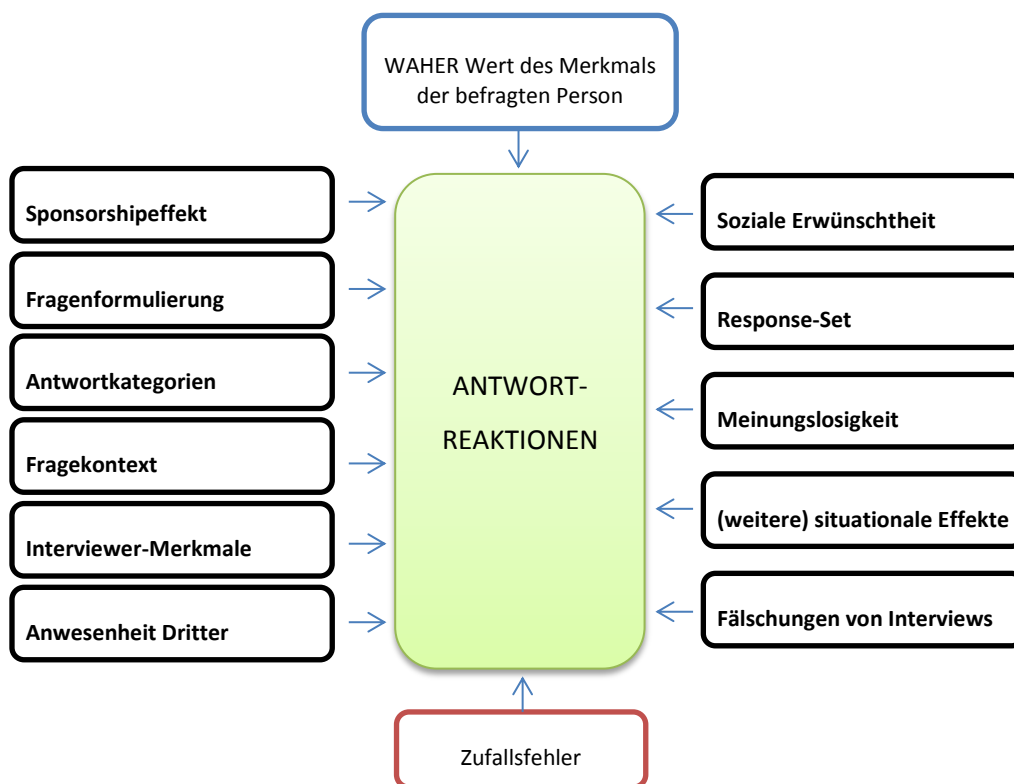 WAHER Wert des Merkmals
der befragten Person
Sponsorshipeffekt
Fragenformulierung
Antwortkategorien
Fragekontext
Interviewer-Merkmale
Anwesenheit Dritter
ANTWORT-
REAKTIONEN
Soziale Erwünschtheit
Response-Set
Meinungslosigkeit
(weitere) situationale Effekte
Fälschungen von Interviews
Zufallsfehler